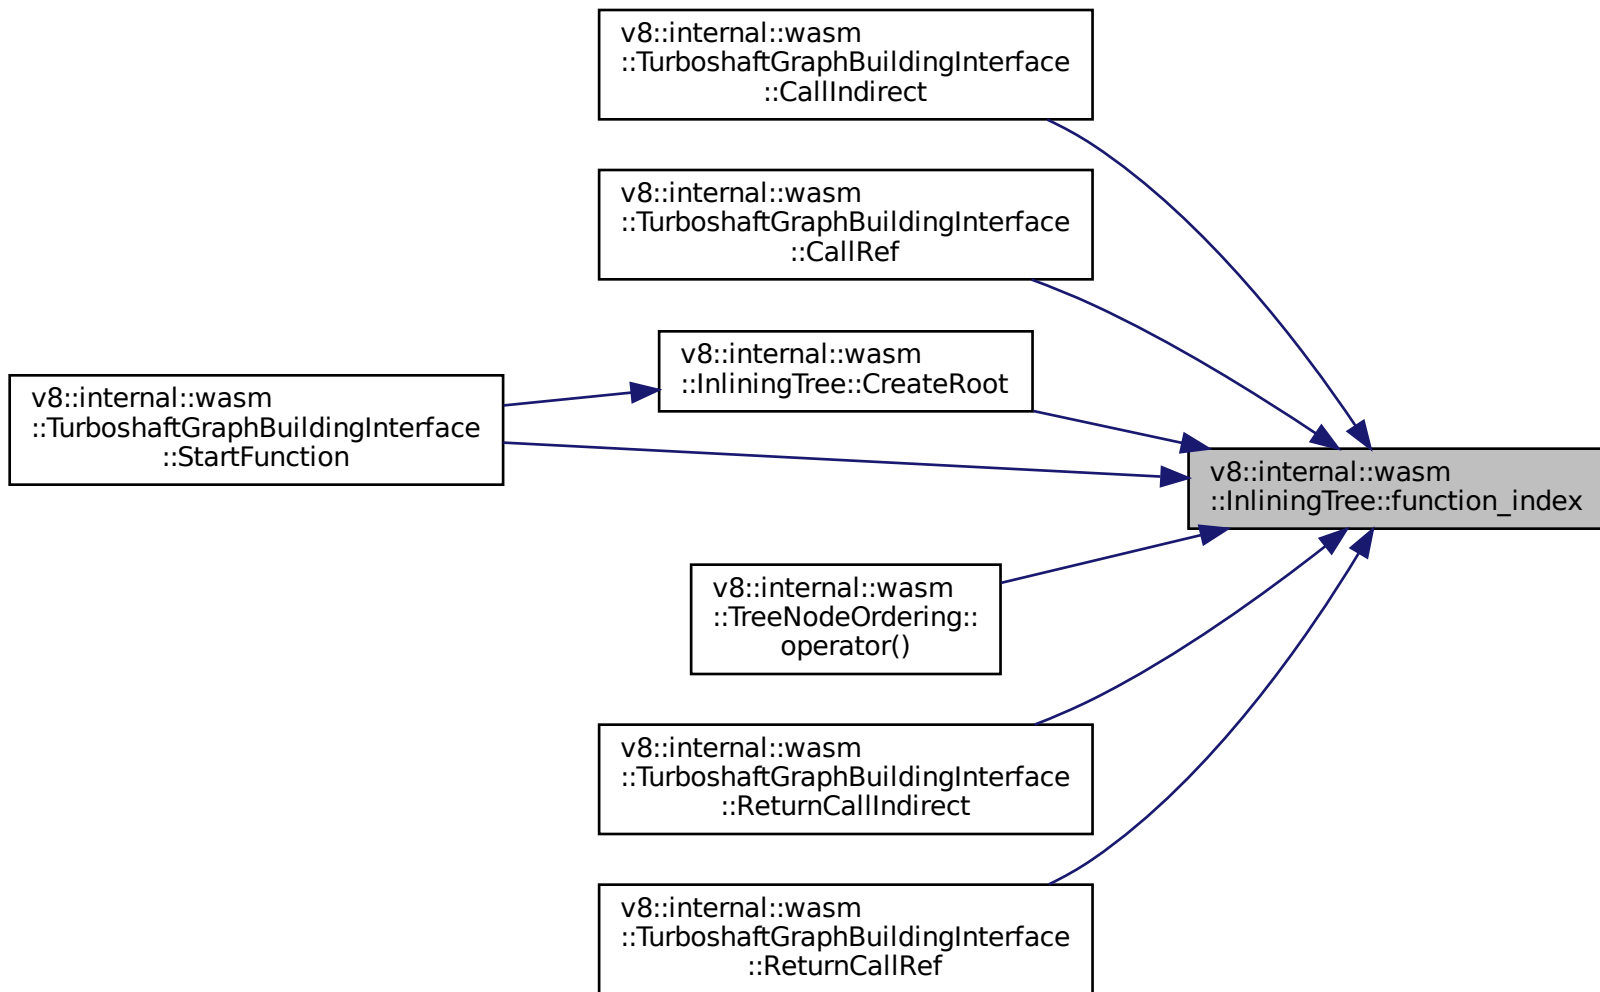 v8::internal::wasm
::TurboshaftGraphBuildingInterface
::CallIndirect
v8::internal::wasm
::TurboshaftGraphBuildingInterface
::CallRef
v8::internal::wasm
::InliningTree::CreateRoot
v8::internal::wasm
::TurboshaftGraphBuildingInterface
::StartFunction
v8::internal::wasm
::InliningTree::function_index
v8::internal::wasm
::TreeNodeOrdering::
operator()
v8::internal::wasm
::TurboshaftGraphBuildingInterface
::ReturnCallIndirect
v8::internal::wasm
::TurboshaftGraphBuildingInterface
::ReturnCallRef